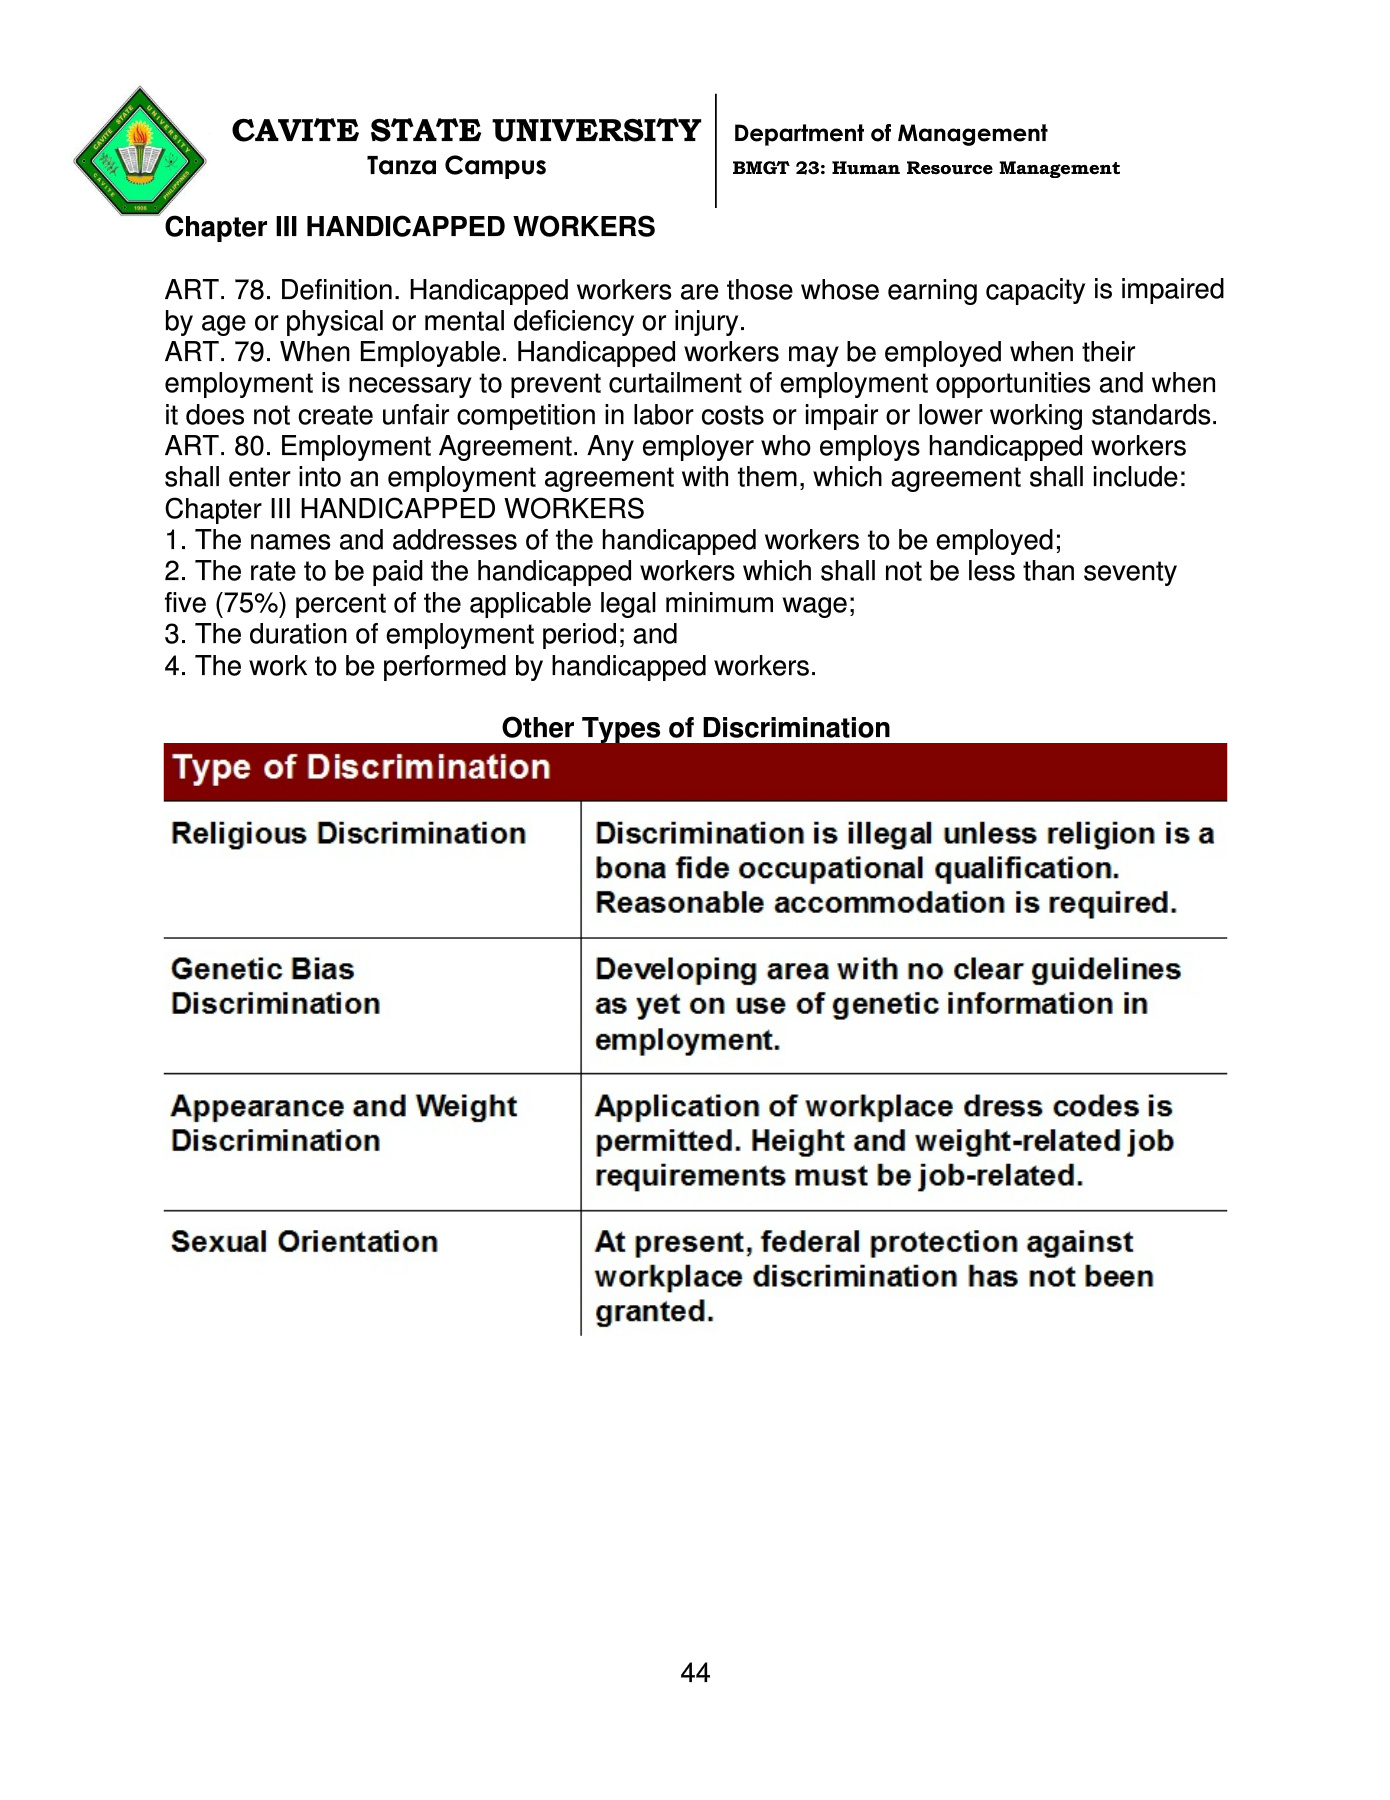 CAVITE STATE UNIVERSITY
Tanza Campus
Department of Management
BMGT 23: Human Resource Management
CAVITE STATE UNIVERSITY
CAVITE PHILIPPINES
1906
Chapter III HANDICAPPED WORKERS
ART. 78. Definition. Handicapped workers are those whose earning capacity is impaired
by age or physical or mental deficiency or injury.
ART. 79. When Employable. Handicapped workers may be employed when their
employment is necessary to prevent curtailment of employment opportunities and when
it does not create unfair competition in labor costs or impair or lower working standards.
ART. 80. Employment Agreement. Any employer who employs handicapped workers
shall enter into an employment agreement with them, which agreement shall include:
Chapter III HANDICAPPED WORKERS
1. The names and addresses of the handicapped workers to be employed;
2. The rate to be paid the handicapped workers which shall not be less than seventy
five (75%) percent of the applicable legal minimum wage;
3. The duration of employment period; and
4. The work to be performed by handicapped workers.
Other Types of Discrimination
Type of Discrimination
Religious Discrimination
Discrimination is illegal unless religion is a
bona fide occupational qualification.
Reasonable accommodation is required.
Genetic Bias
Discrimination
Developing area with no clear guidelines
as yet on use of genetic information in
employment.
Appearance and Weight
Discrimination
Application of workplace dress codes is
permitted. Height and weight-related job
requirements must be job-related.
Sexual Orientation
At present, federal protection against
workplace discrimination has not been
granted.
44